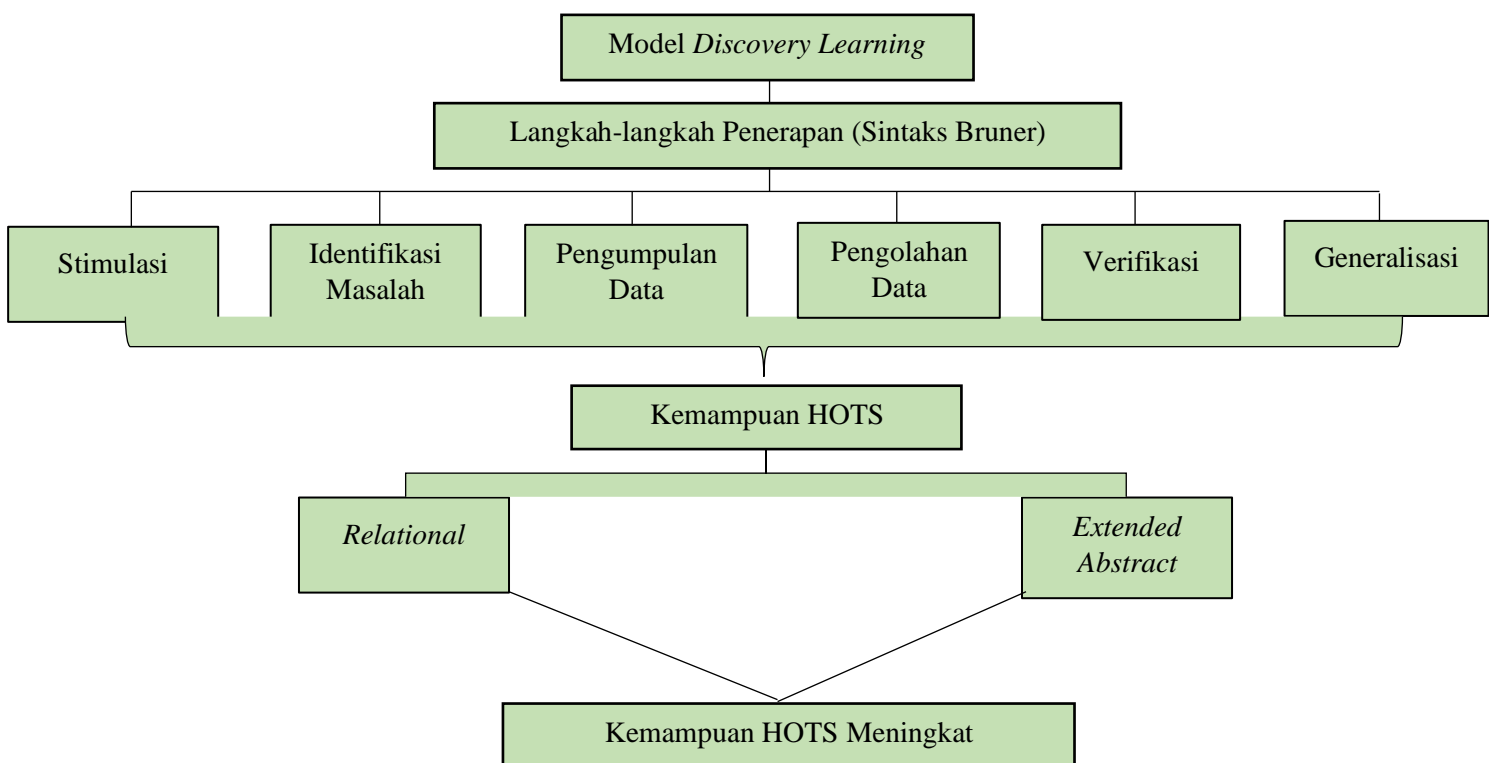 Model Discovery Learning
Langkah-langkah Penerapan (Sintaks Bruner)
Stimulasi
Identifikasi
Masalah
Pengumpulan
Data
Pengolahan
Data
Verifikasi
Generalisasi
Kemampuan HOTS
Relational
Extended
Abstract
Kemampuan HOTS Meningkat